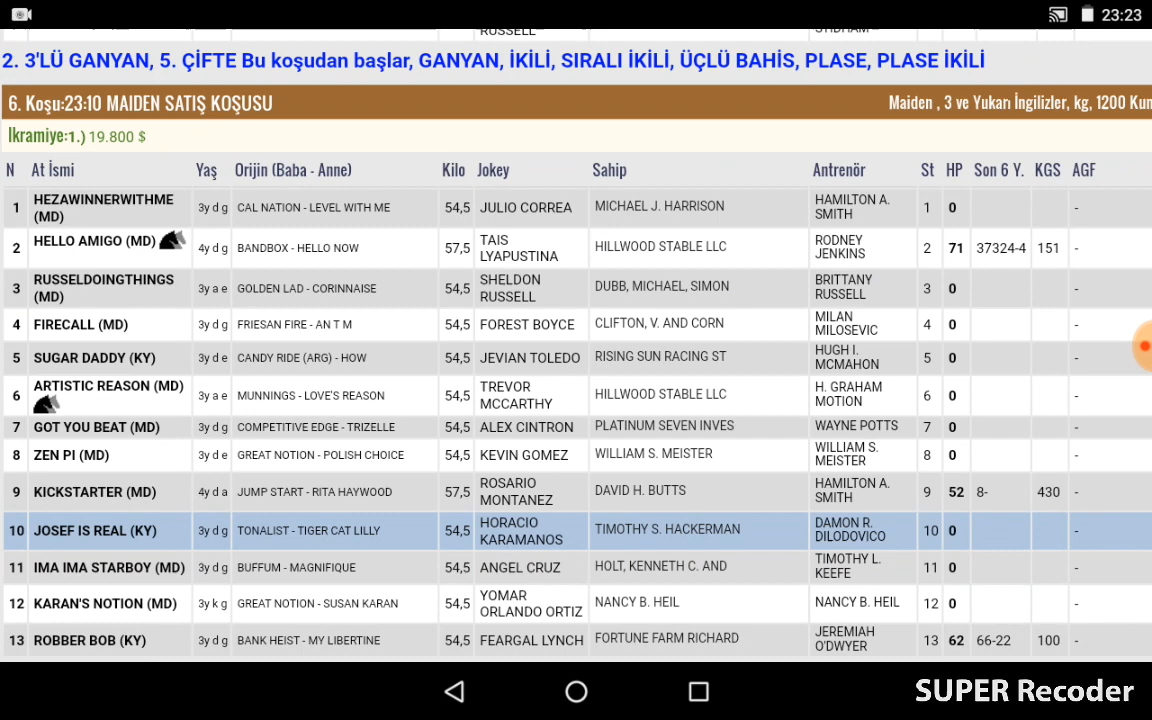 23:23
RUSSELL
2. 3'LÜ GANYAN, 5. ÇİFTE Bu koşudan başlar, GANYAN, İKİLİ, SIRALI İKİLİ, ÜÇLÜ BAHİS, PLASE, PLASE İKİLİ
6. Koşu:23:10 MAIDEN SATIŞ KOŞUSU Maiden , 3 ve Yukarı İngilizler, kg, 1200 Kum
İkramiye:1.) 19.800 $
N At İsmi Yaş Orijin (Baba - Anne) Kilo Jokey Sahip Antrenör St HP Son 6 Y. KGS AGF
1 HEZAWINNERWITHME (MD) 3y d g CAL NATION - LEVEL WITH ME 54,5 JULIO CORREA MICHAEL J. HARRISON HAMILTON A. SMITH 1 0 -
2 HELLO AMIGO (MD) 4y d g BANDBOX - HELLO NOW 57,5 TAIS LYAPUSTINA HILLWOOD STABLE LLC RODNEY JENKINS 2 71 37324-4 151 -
3 RUSSELDOINGTHINGS (MD) 3y a e GOLDEN LAD - CORINNAISE 54,5 SHELDON RUSSELL DUBB, MICHAEL, SIMON BRITTANY RUSSELL 3 0 -
4 FIRECALL (MD) 3y d g FRIESAN FIRE - AN T M 54,5 FOREST BOYCE CLIFTON, V. AND CORN MILAN MILOSEVIC 4 0 -
5 SUGAR DADDY (KY) 3y d e CANDY RIDE (ARG) - HOW 54,5 JEVIAN TOLEDO RISING SUN RACING ST HUGH I. MCMAHON 5 0 -
6 ARTISTIC REASON (MD) 3y a e MUNNINGS - LOVE'S REASON 54,5 TREVOR MCCARTHY HILLWOOD STABLE LLC H. GRAHAM MOTION 6 0 -
7 GOT YOU BEAT (MD) 3y d g COMPETITIVE EDGE - TRIZELLE 54,5 ALEX CINTRON PLATINUM SEVEN INVES WAYNE POTTS 7 0 -
8 ZEN PI (MD) 3y d e GREAT NOTION - POLISH CHOICE 54,5 KEVIN GOMEZ WILLIAM S. MEISTER WILLIAM S. MEISTER 8 0 -
9 KICKSTARTER (MD) 4y d a JUMP START - RITA HAYWOOD 57,5 ROSARIO MONTANEZ DAVID H. BUTTS HAMILTON A. SMITH 9 52 8- 430 -
10 JOSEF IS REAL (KY) 3y d g TONALIST - TIGER CAT LILLY 54,5 HORACIO KARAMANOS TIMOTHY S. HACKERMAN DAMON R. DILODOVICO 10 0 -
11 IMA IMA STARBOY (MD) 3y d g BUFFUM - MAGNIFIQUE 54,5 ANGEL CRUZ HOLT, KENNETH C. AND TIMOTHY L. KEEFE 11 0 -
12 KARAN'S NOTION (MD) 3y k g GREAT NOTION - SUSAN KARAN 54,5 YOMAR ORLANDO ORTIZ NANCY B. HEIL NANCY B. HEIL 12 0 -
13 ROBBER BOB (KY) 3y d g BANK HEIST - MY LIBERTINE 54,5 FEARGAL LYNCH FORTUNE FARM RICHARD JEREMIAH O'DWYER 13 62 66-22 100 -
SUPER Recoder